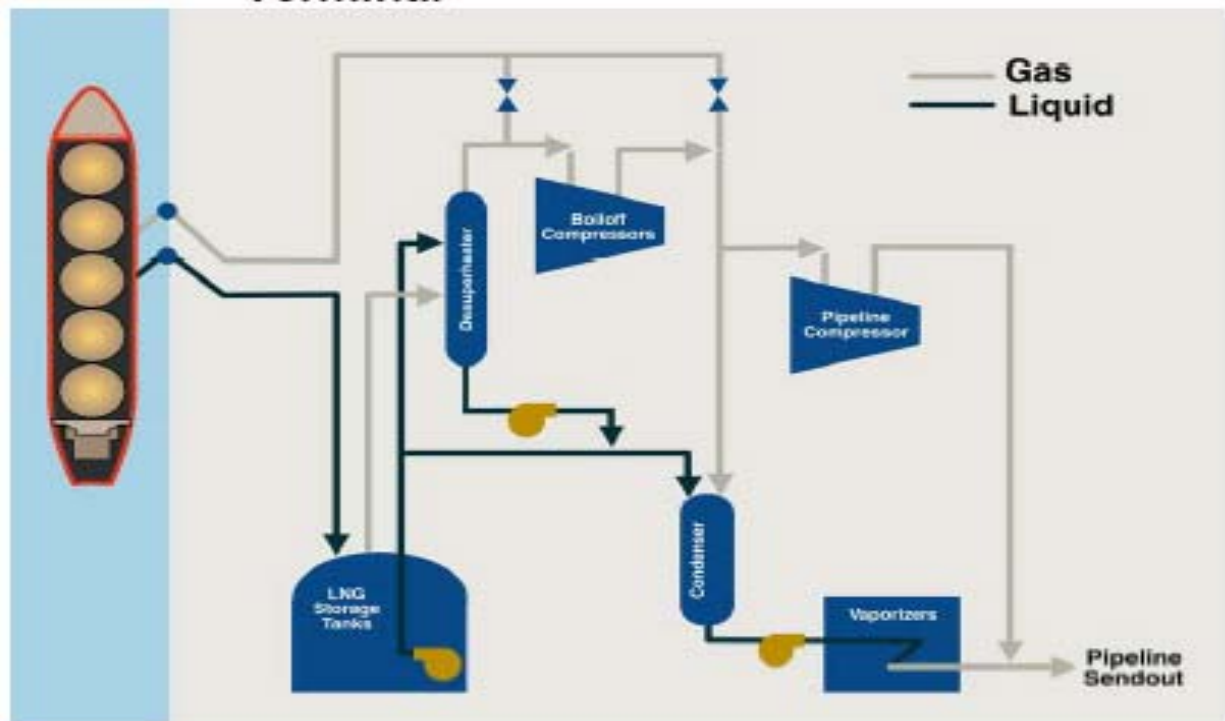 Gas
Liquid
Boiloff
Compressors
Desuperheater
Pipeline
Compressor
LNG
Storage
Tanks
Condenser
Vaporizers
Pipeline
Sendout